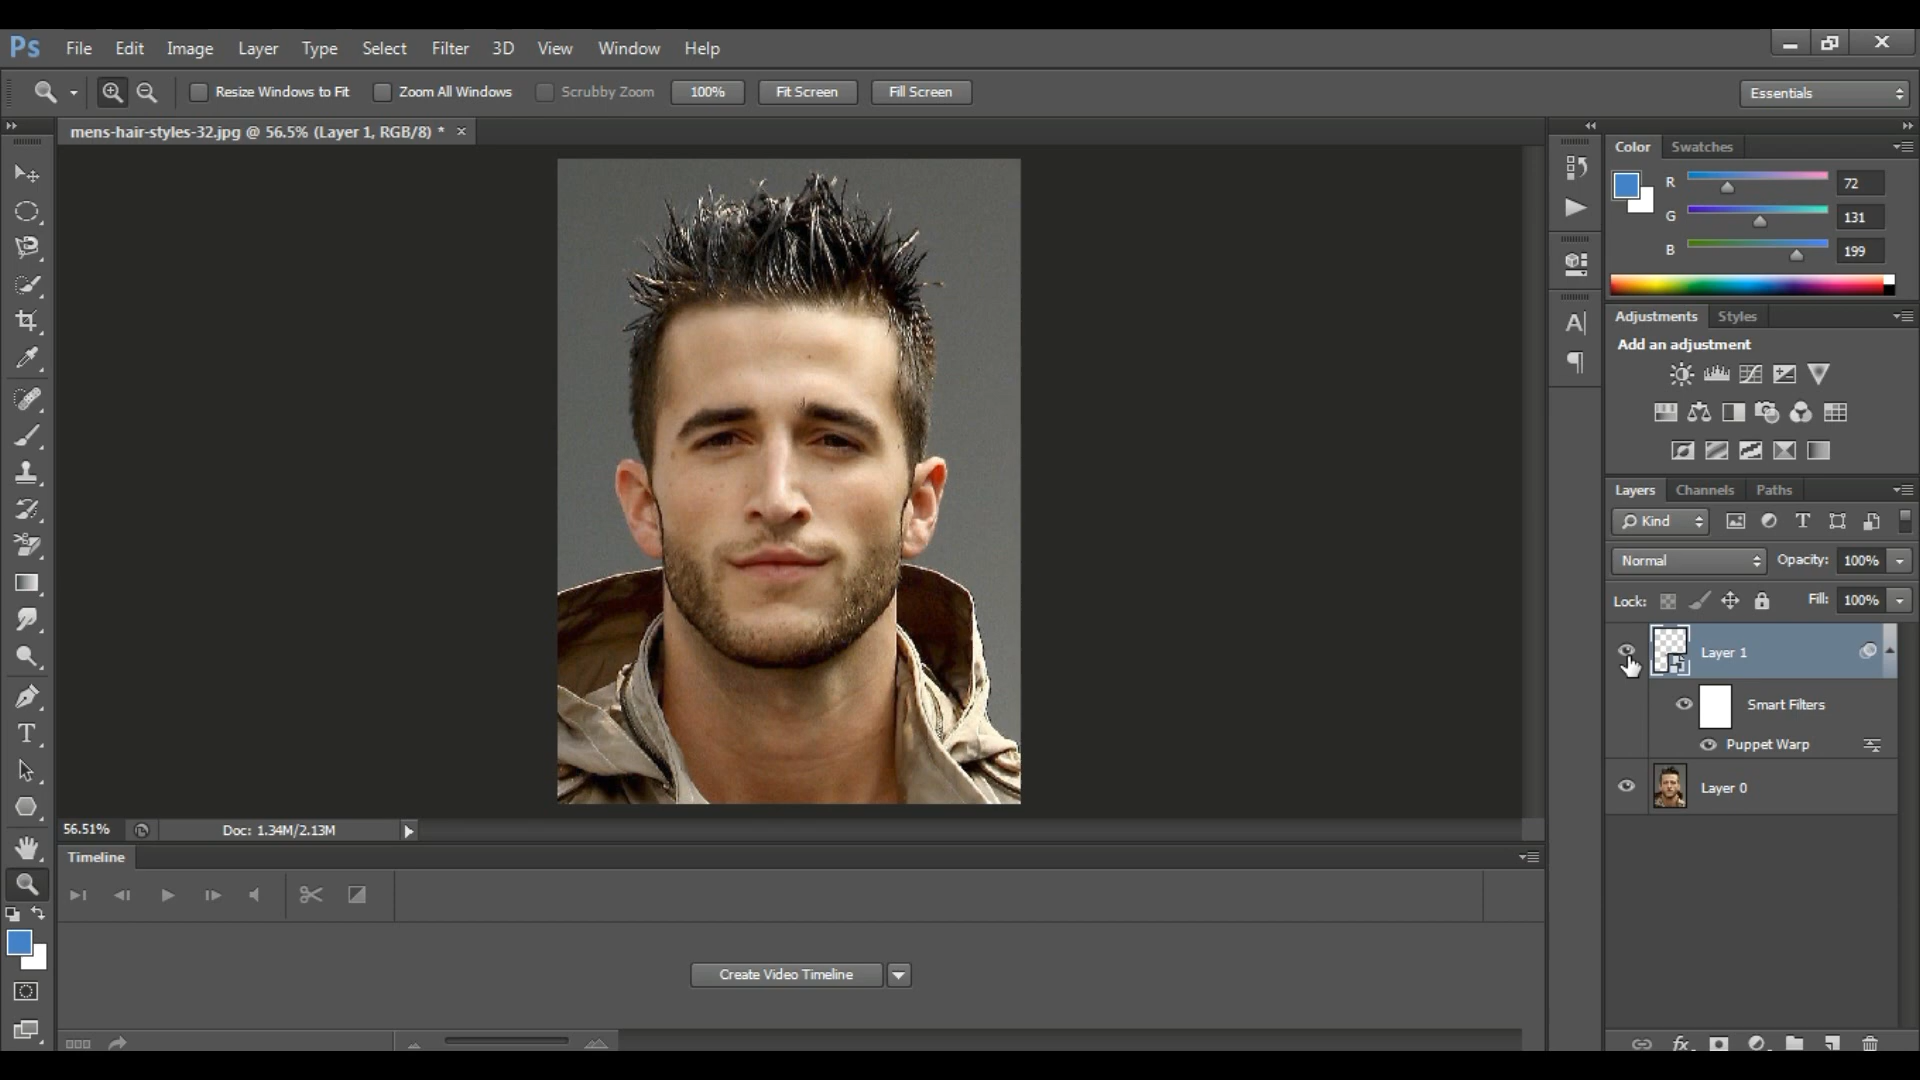 Ps File Edit Image Layer Type Select Filter 3D View Window Help
Resize Windows to Fit Zoom All Windows Scrubby Zoom 100% Fit Screen Fill Screen Essentials
mens-hair-styles-32.jpg @ 56.5% (Layer 1, RGB/8) * ×
Color Swatches
R 72
G 131
B 199
Adjustments Styles
Add an adjustment
Layers Channels Paths
Kind
Normal Opacity: 100%
Lock: Fill: 100%
Layer 1
Smart Filters
Puppet Warp
Layer 0
56.51% Doc: 1.34M/2.13M
Timeline
Create Video Timeline